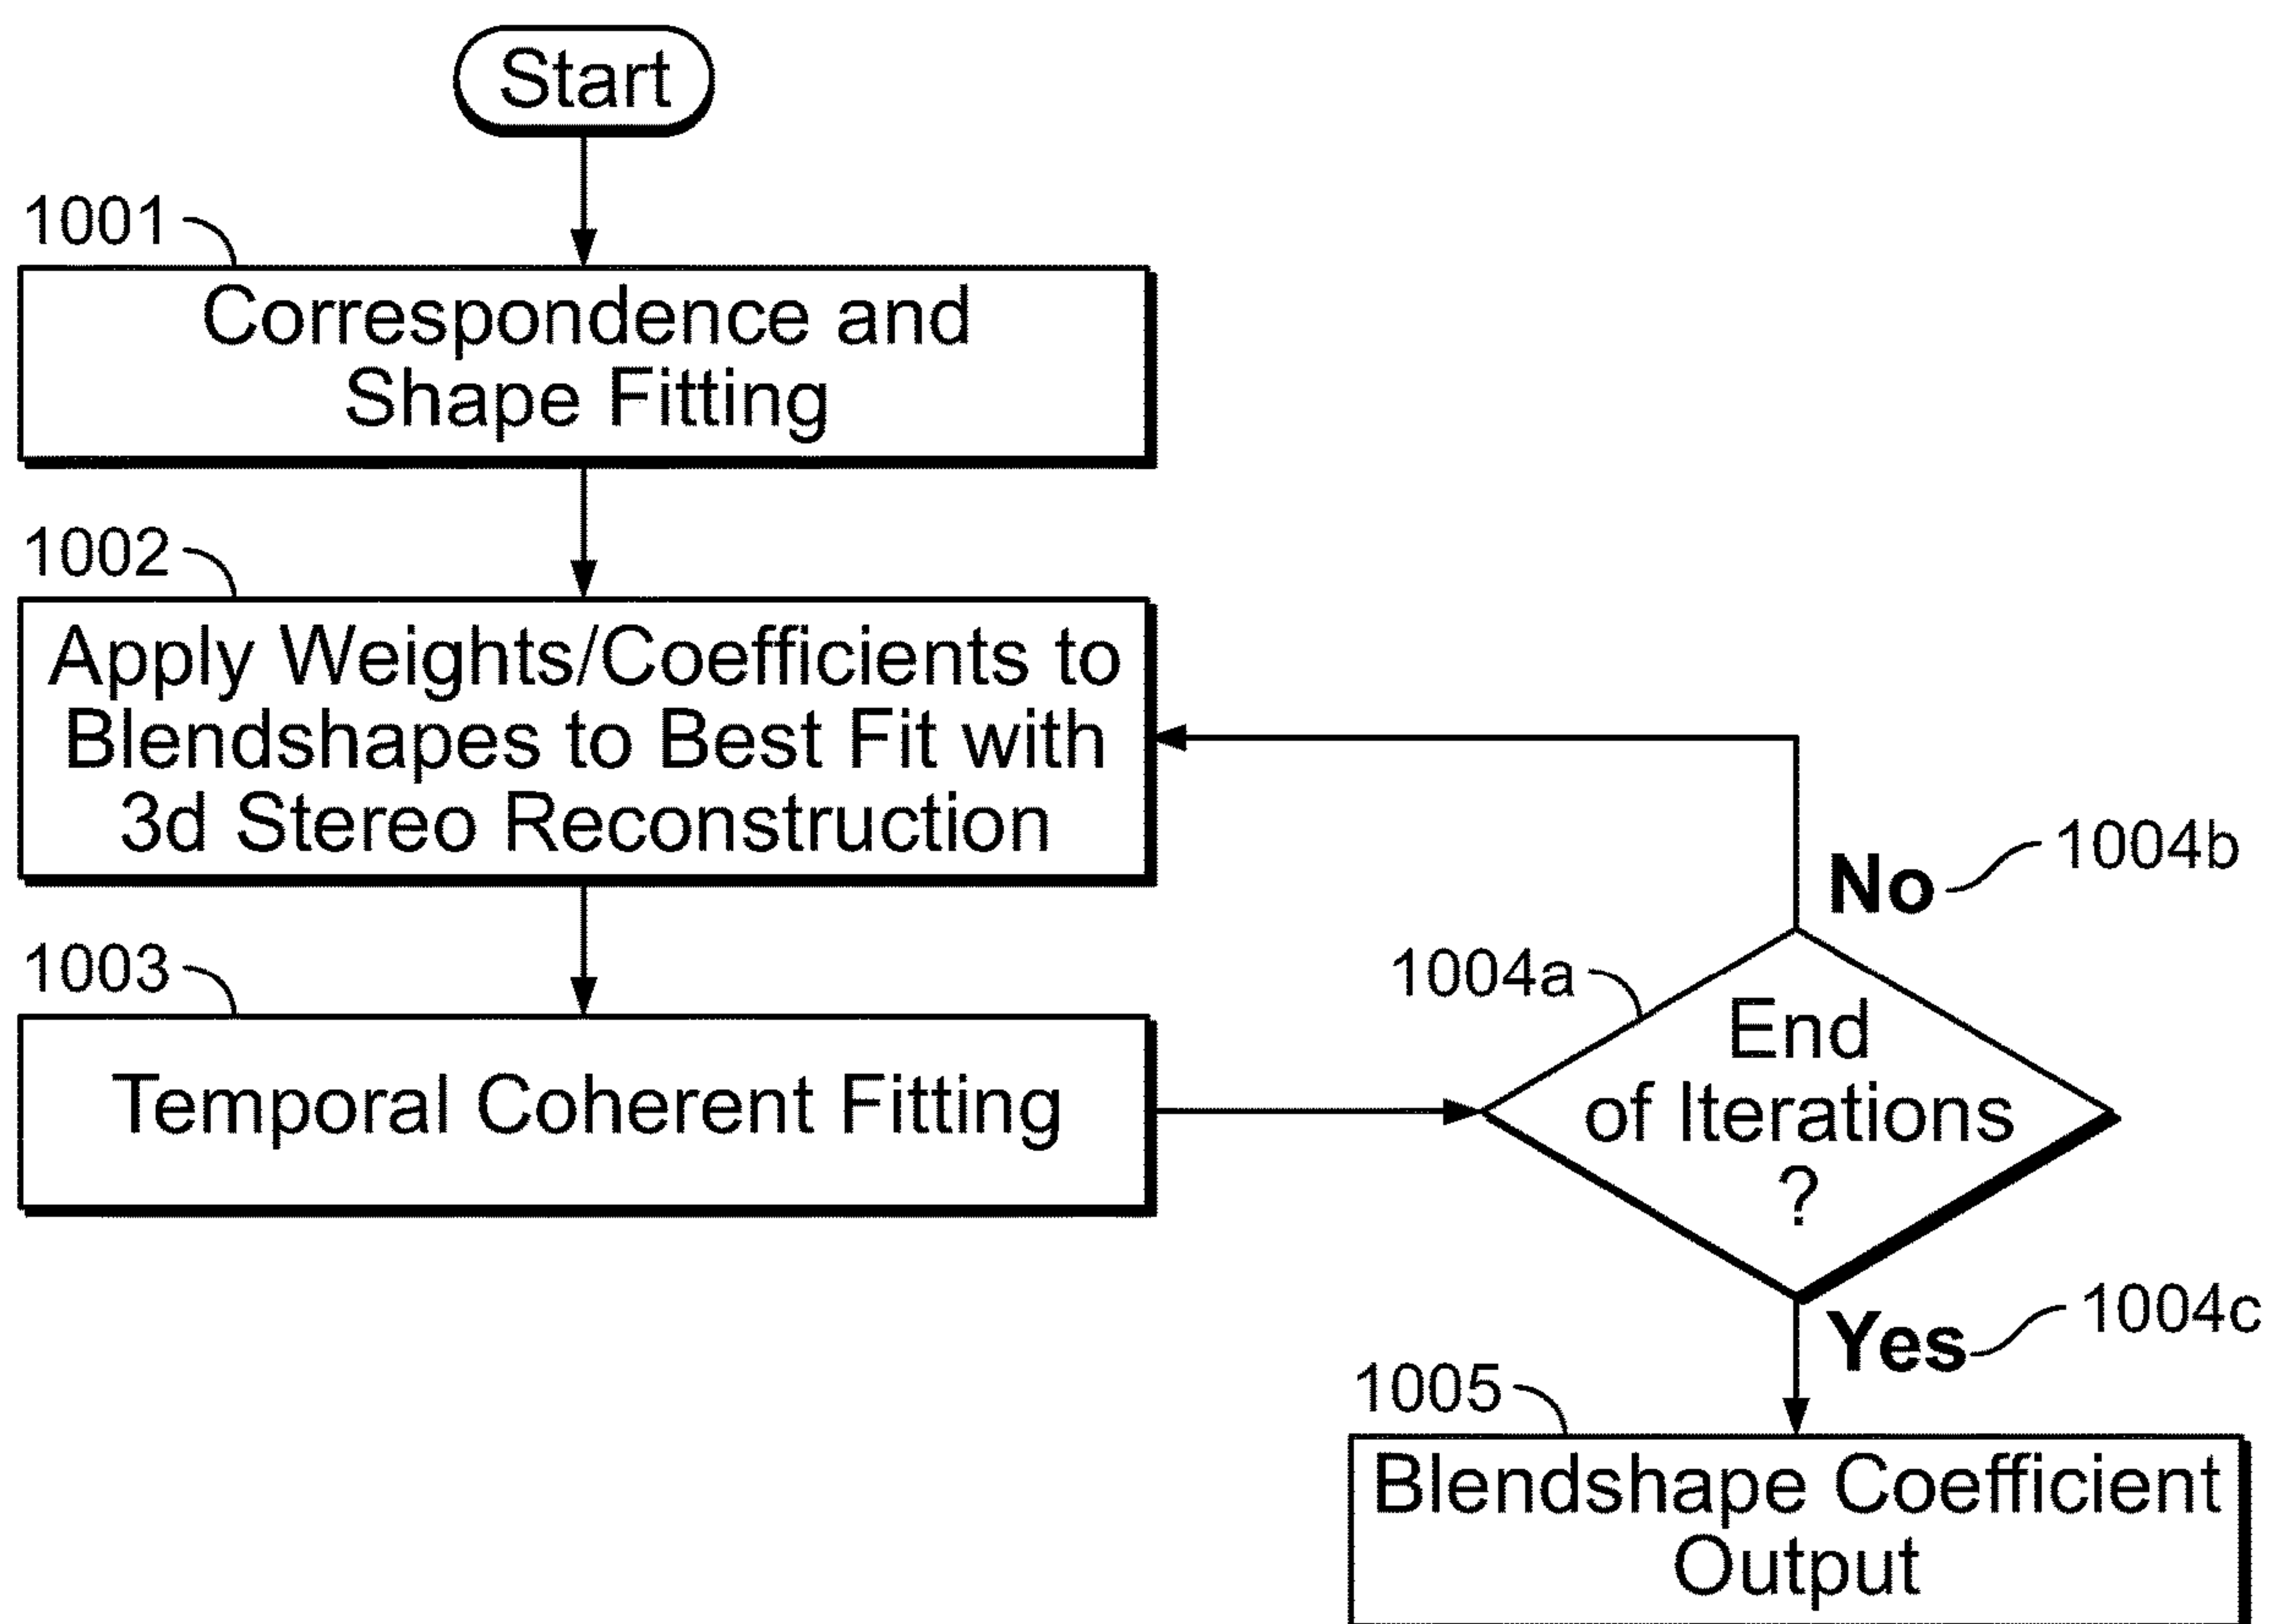 Start
1001
Correspondence and
Shape Fitting
1002
Apply Weights/Coefficients to
Blendshapes to Best Fit with
3d Stereo Reconstruction
1003
Temporal Coherent Fitting
1004a
End
of Iterations
?
No
1004b
Yes
1004c
1005
Blendshape Coefficient
Output